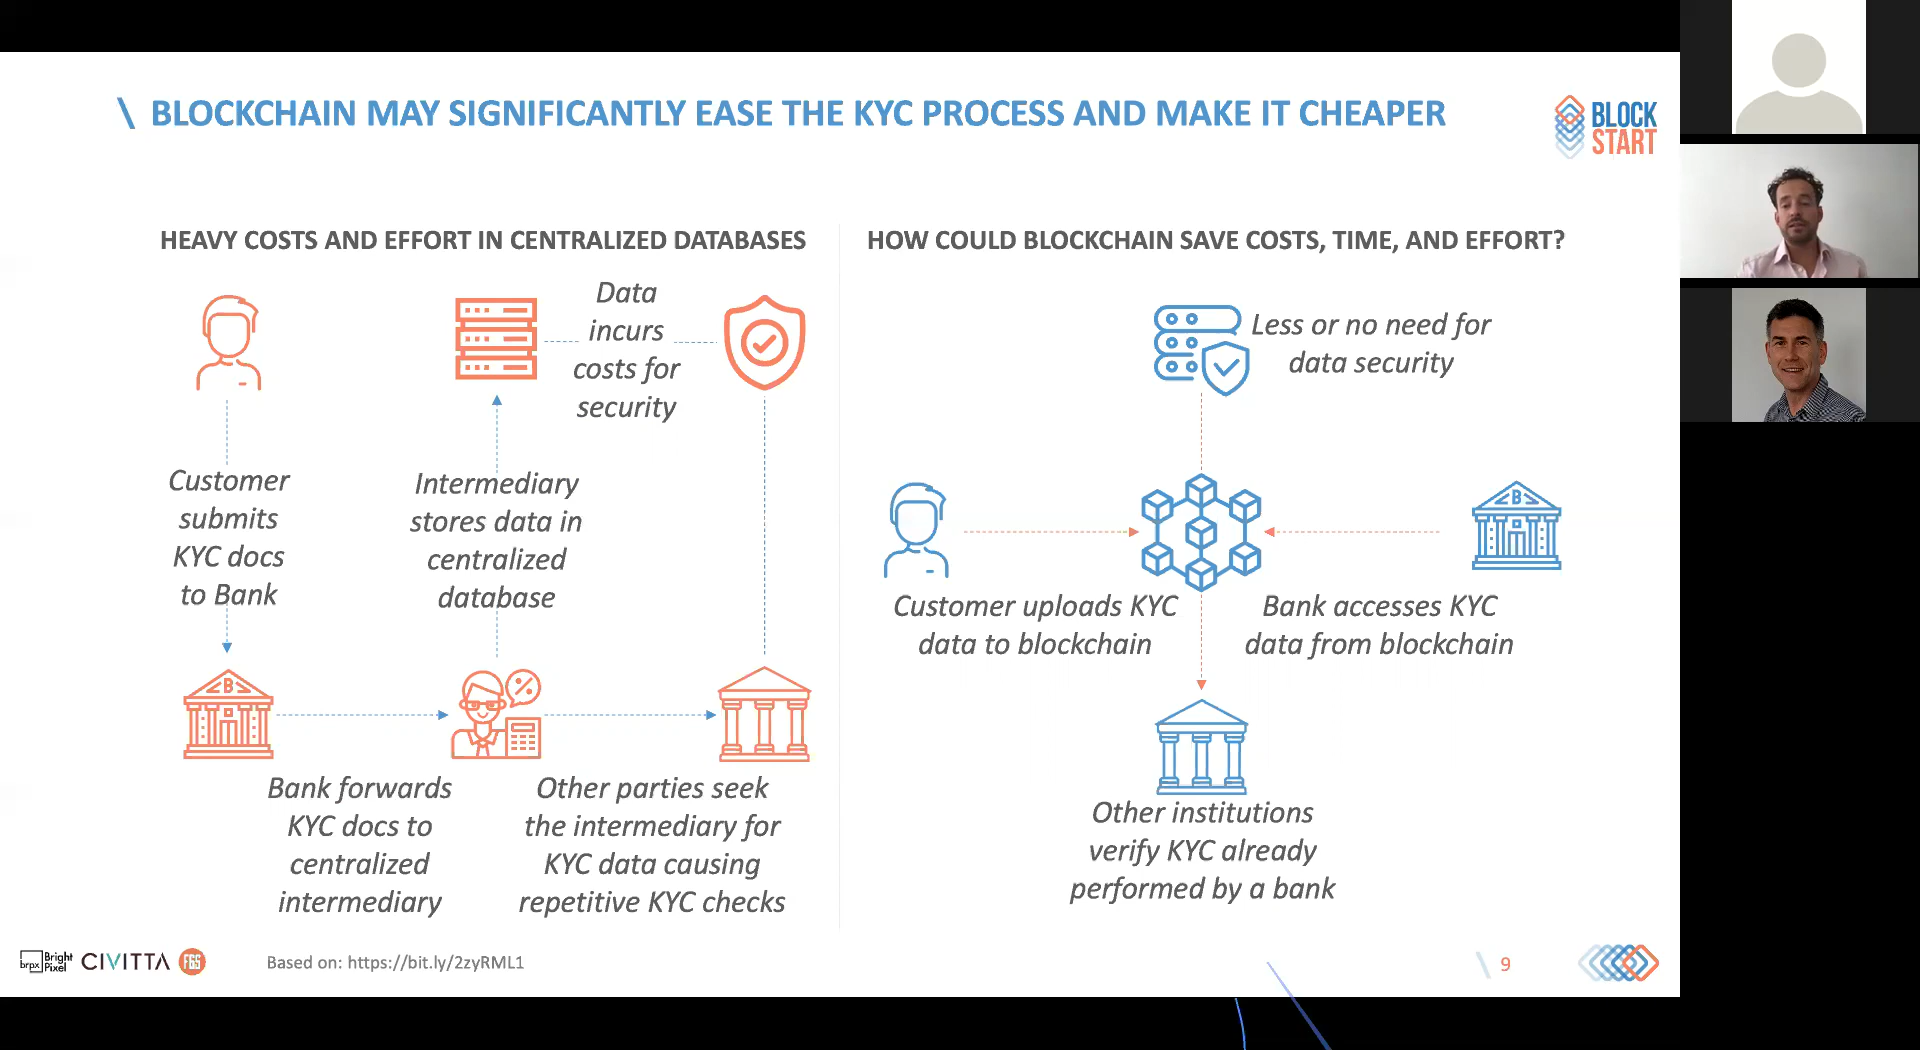 \ BLOCKCHAIN MAY SIGNIFICANTLY EASE THE KYC PROCESS AND MAKE IT CHEAPER
BLOCK
START
HEAVY COSTS AND EFFORT IN CENTRALIZED DATABASES
Data
incurs
costs for
security
Customer
submits
KYC docs
to Bank
Intermediary
stores data in
centralized
database
B
Bank forwards
KYC docs to
centralized
intermediary
Other parties seek
the intermediary for
KYC data causing
repetitive KYC checks
HOW COULD BLOCKCHAIN SAVE COSTS, TIME, AND EFFORT?
Less or no need for
data security
B
Customer uploads KYC
data to blockchain
Bank accesses KYC
data from blockchain
Other institutions
verify KYC already
performed by a bank
brpx Bright
Pixel
CIVITTA
FGS
Based on: https://bit.ly/2zyRML1
\ 9